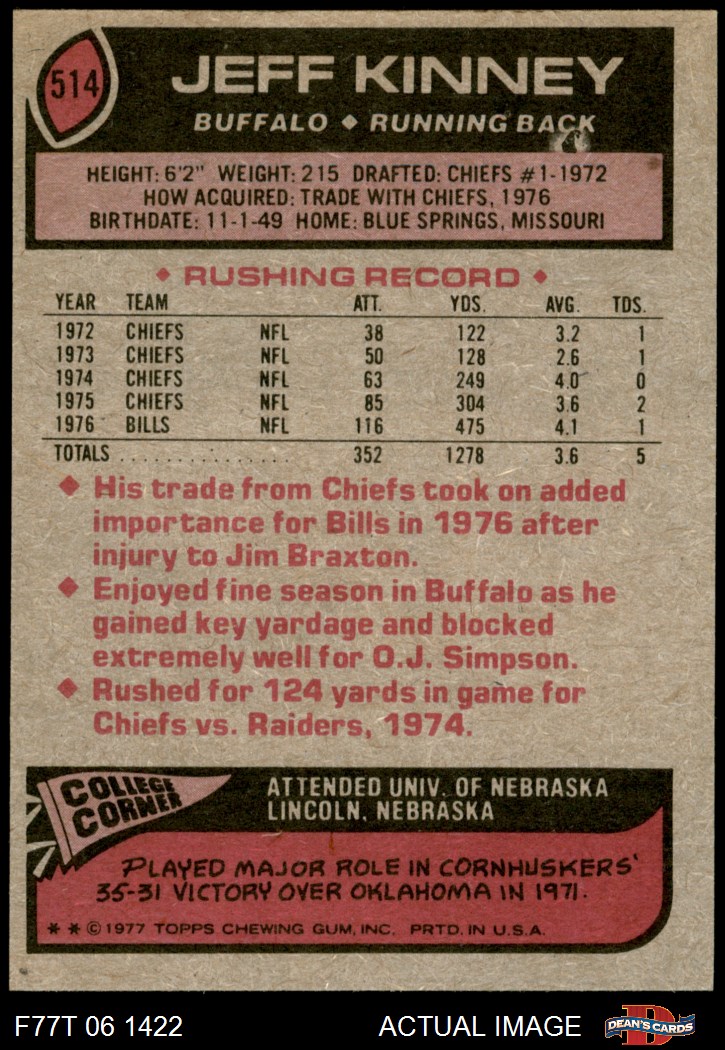 514
JEFF KINNEY
BUFFALO ◆ RUNNING BACK
HEIGHT: 6'2" WEIGHT: 215 DRAFTED: CHIEFS #1-1972
HOW ACQUIRED: TRADE WITH CHIEFS, 1976
BIRTHDATE: 11-1-49 HOME: BLUE SPRINGS, MISSOURI
◆ RUSHING RECORD ◆
YEAR TEAM ATT. YDS. AVG. TDS.
1972 CHIEFS NFL 38 122 3.2 1
1973 CHIEFS NFL 50 128 2.6 1
1974 CHIEFS NFL 63 249 4.0 0
1975 CHIEFS NFL 85 304 3.6 2
1976 BILLS NFL 116 475 4.1 1
TOTALS . . . . . . . . . . . . . . . 352 1278 3.6 5
◆ His trade from Chiefs took on added
importance for Bills in 1976 after
injury to Jim Braxton.
◆ Enjoyed fine season in Buffalo as he
gained key yardage and blocked
extremely well for O.J. Simpson.
◆ Rushed for 124 yards in game for
Chiefs vs. Raiders, 1974.
COLLEGE
CORNER
ATTENDED UNIV. OF NEBRASKA
LINCOLN, NEBRASKA
PLAYED MAJOR ROLE IN CORNHUSKERS'
35-31 VICTORY OVER OKLAHOMA IN 1971.
* * © 1977 TOPPS CHEWING GUM, INC. PRTD. IN U.S.A.
F77T 06 1422 ACTUAL IMAGE
D
DEAN'S CARDS